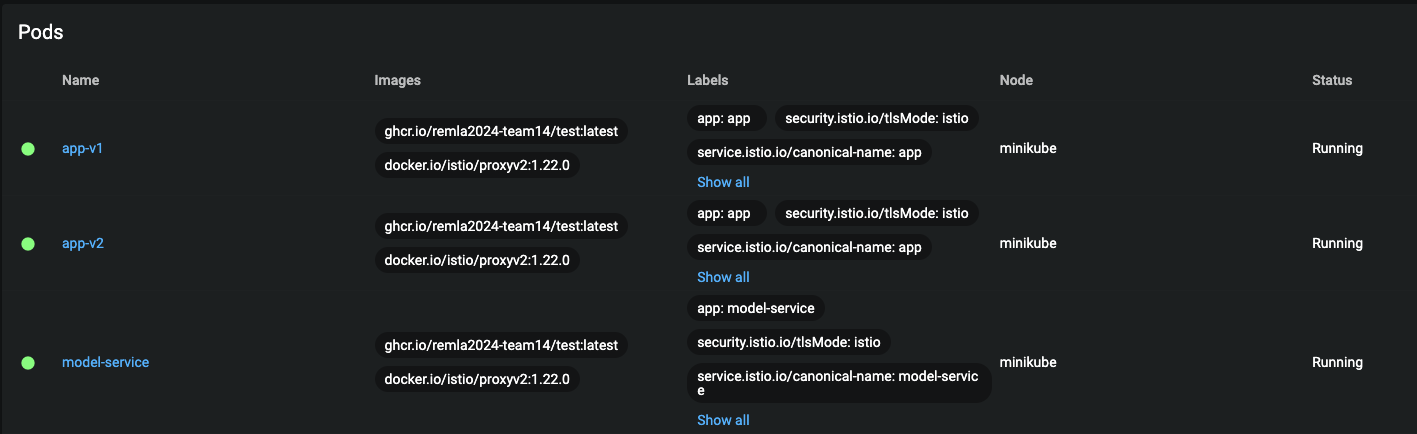 Pods
Name Images Labels Node Status
app-v1
ghcr.io/remla2024-team14/test:latest
docker.io/istio/proxyv2:1.22.0
app: app security.istio.io/tlsMode: istio
service.istio.io/canonical-name: app
Show all
minikube
Running
app-v2
ghcr.io/remla2024-team14/test:latest
docker.io/istio/proxyv2:1.22.0
app: app security.istio.io/tlsMode: istio
service.istio.io/canonical-name: app
Show all
minikube
Running
model-service
ghcr.io/remla2024-team14/test:latest
docker.io/istio/proxyv2:1.22.0
app: model-service
security.istio.io/tlsMode: istio
service.istio.io/canonical-name: model-servic
e
Show all
minikube
Running